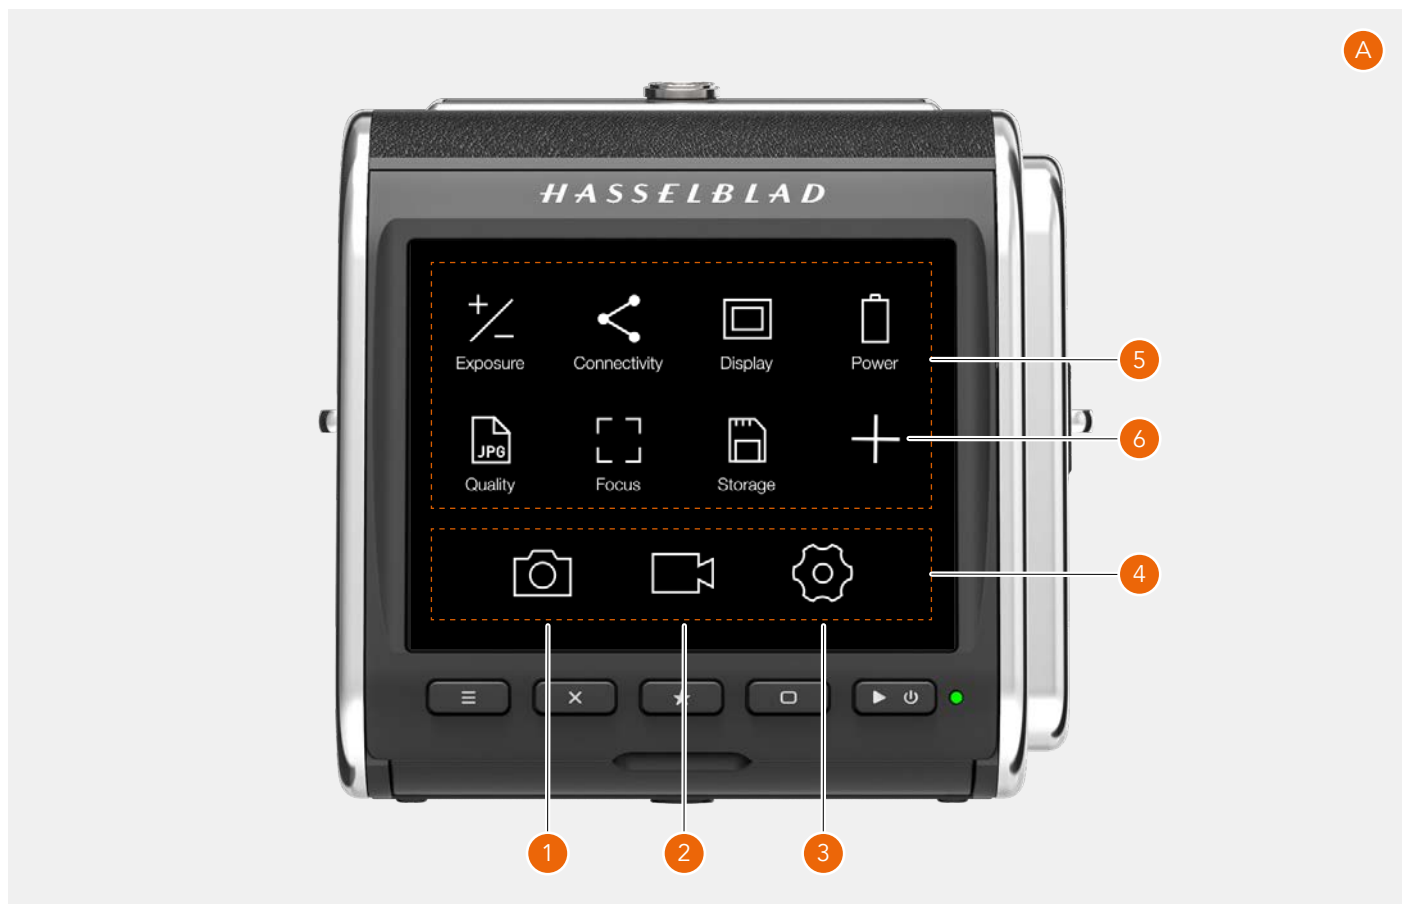 A
HASSELBLAD
Exposure Connectivity Display Power
5
JPG
6
Quality Focus Storage
4
1 2 3